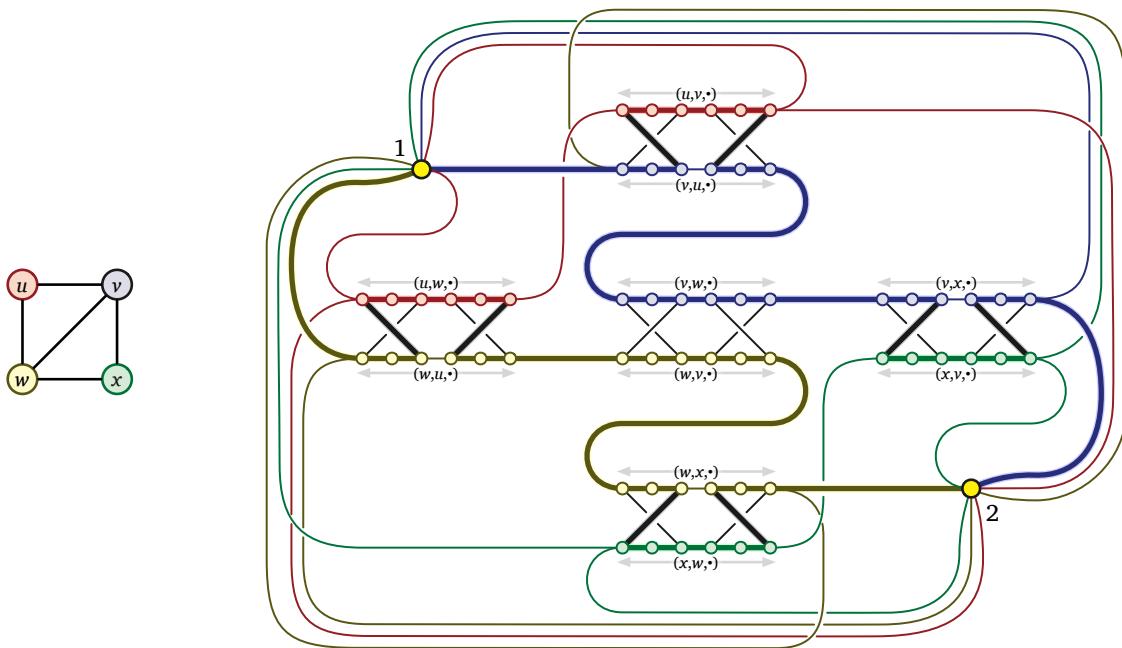 (u,v,•)
1
(v,u,•)
u
v
(u,w,•)
(v,w,•)
(v,x,•)
w
x
(w,u,•)
(w,v,•)
(x,v,•)
(w,x,•)
2
(x,w,•)